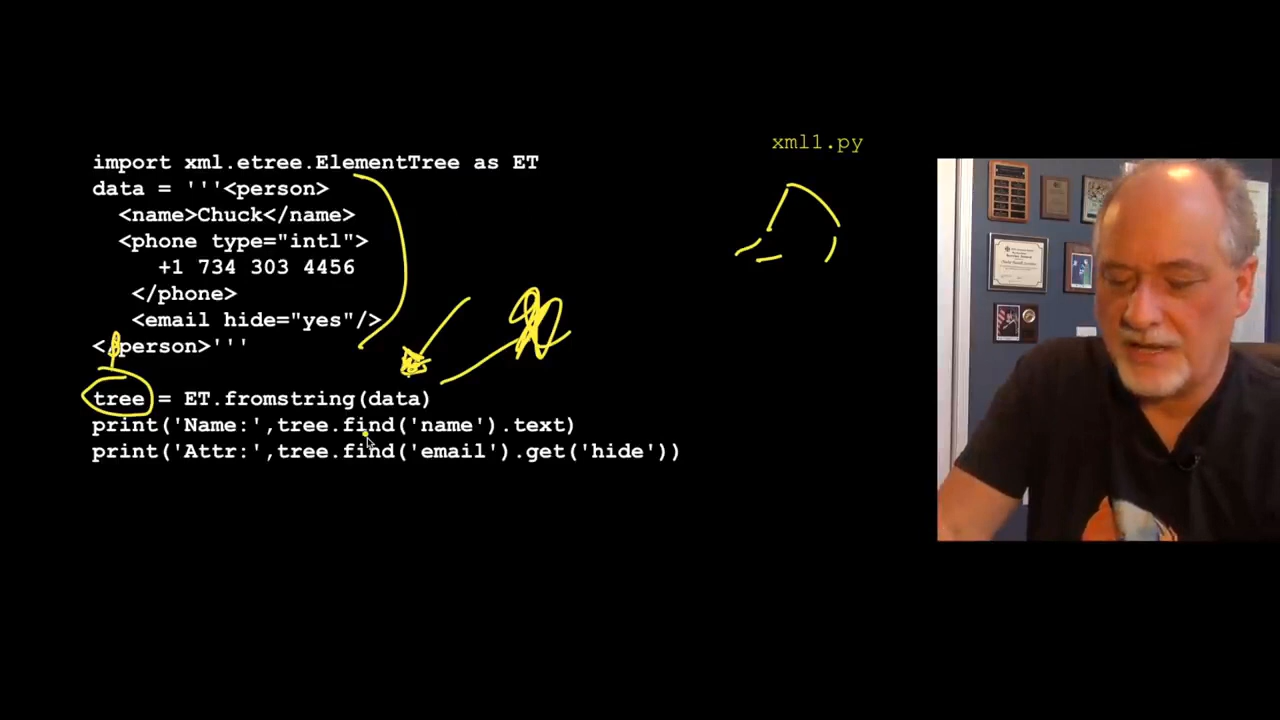 xml1.py
import xml.etree.ElementTree as ET
data = '''<person>
  <name>Chuck</name>
  <phone type="intl">
     +1 734 303 4456
   </phone>
   <email hide="yes"/>
</person>'''
tree = ET.fromstring(data)
print('Name:',tree.find('name').text)
print('Attr:',tree.find('email').get('hide'))